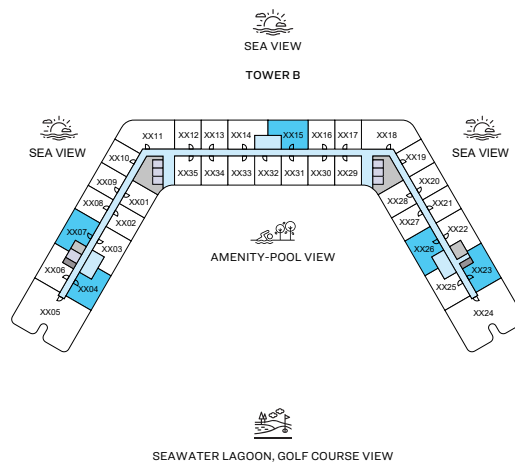 SEA VIEW
TOWER B
SEA VIEW
SEA VIEW
XX11
XX12
XX13
XX14
XX15
XX16
XX17
XX18
XX10
XX09
XX08
XX07
XX06
XX05
XX01
XX02
XX03
XX04
XX35
XX34
XX33
XX32
XX31
XX30
XX29
XX19
XX20
XX21
XX22
XX23
XX24
XX28
XX27
XX26
XX25
AMENITY-POOL VIEW
SEAWATER LAGOON, GOLF COURSE VIEW